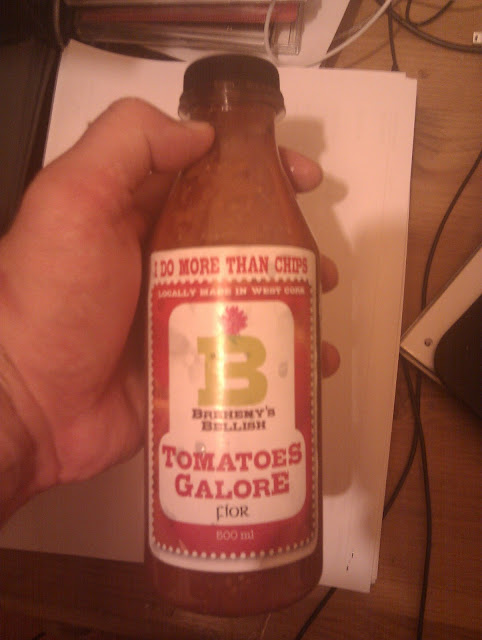 I DO MORE THAN CHIPS
LOCALLY MADE IN WEST CORK
B
BREHENY'S
BELLISH
TOMATOES
GALORE
fíor
500 ml